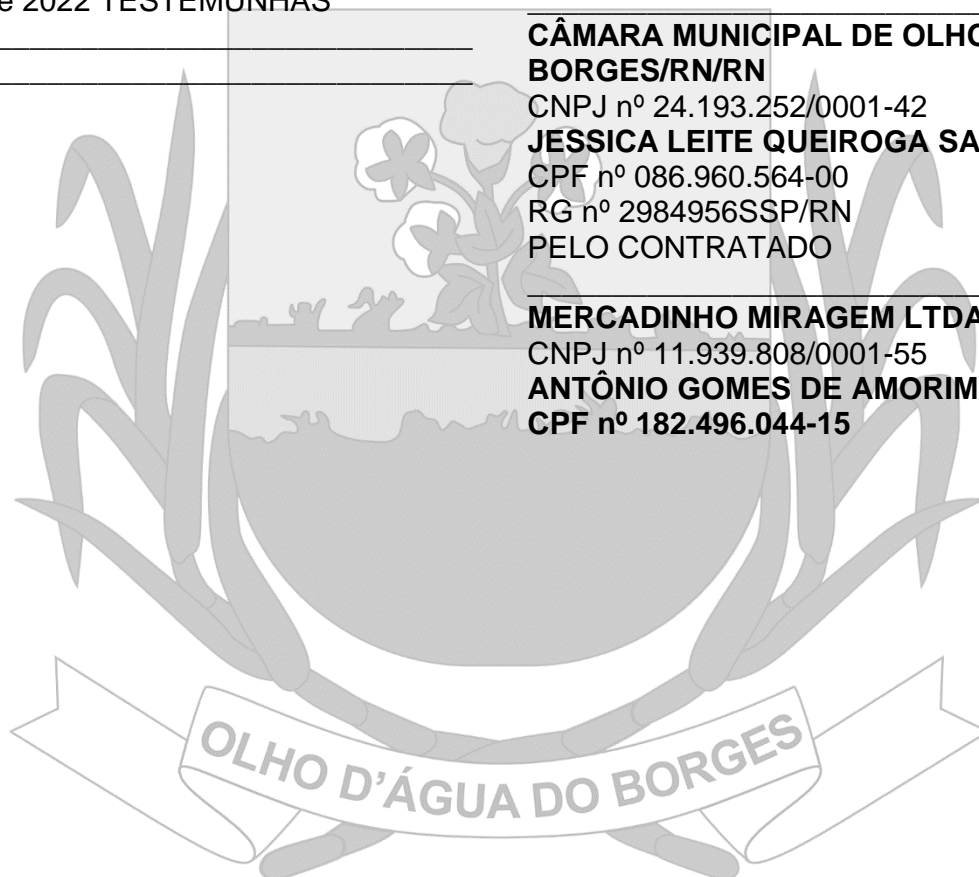 e 2022 TESTEMUNHAS
CÂMARA MUNICIPAL DE OLHO
BORGES/RN/RN
CNPJ nº 24.193.252/0001-42
JESSICA LEITE QUEIROGA SA
CPF nº 086.960.564-00
RG nº 2984956SSP/RN
PELO CONTRATADO
MERCADINHO MIRAGEM LTDA
CNPJ nº 11.939.808/0001-55
ANTÔNIO GOMES DE AMORIM
CPF nº 182.496.044-15
OLHO D'ÁGUA DO BORGES